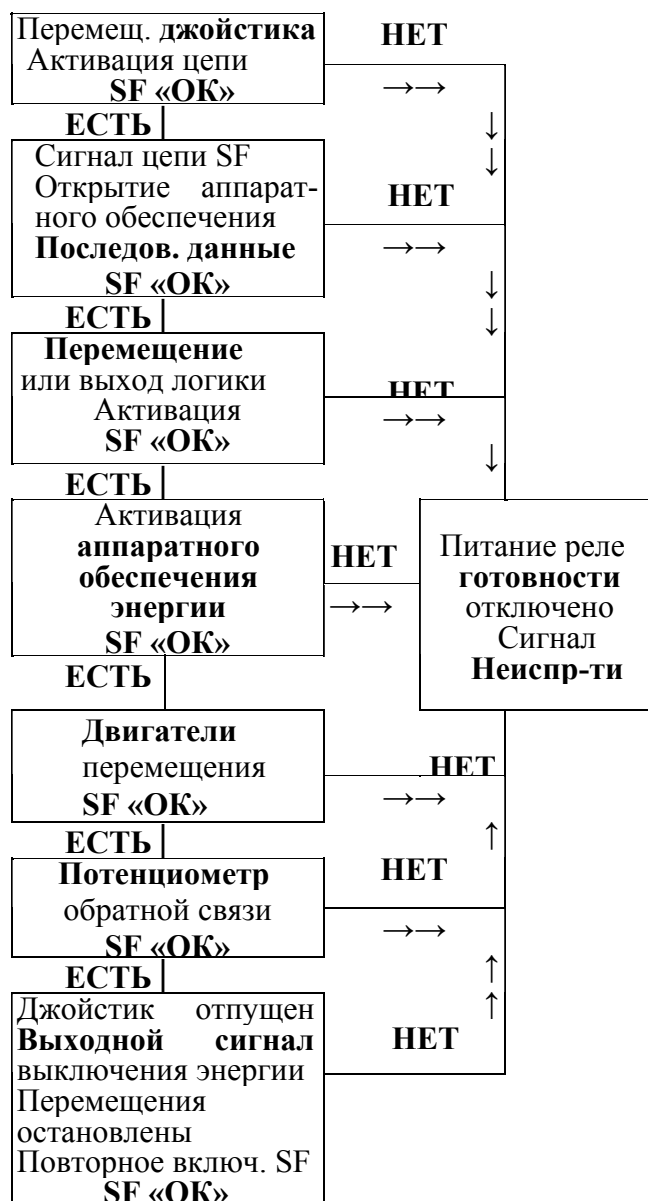 Перемещ. джойстика
Активация цепи
SF «ОК»
НЕТ
→→
ЕСТЬ
↓
↓
Сигнал цепи SF
Открытие аппарат-
ного обеспечения
Последов. данные
SF «ОК»
НЕТ
→→
ЕСТЬ
↓
↓
Перемещение
или выход логики
Активация
SF «ОК»
НЕТ
→→
ЕСТЬ
↓
Активация
аппаратного
обеспечения
энергии
SF «ОК»
НЕТ
→→
Питание реле
готовности
отключено
Сигнал
Неиспр-ти
ЕСТЬ
Двигатели
перемещения
SF «ОК»
НЕТ
→→
ЕСТЬ
↑
Потенциометр
обратной связи
SF «ОК»
НЕТ
→→
ЕСТЬ
↑
↑
Джойстик отпущен
Выходной сигнал
выключения энергии
Перемещения
остановлены
Повторное включ. SF
SF «ОК»
НЕТ